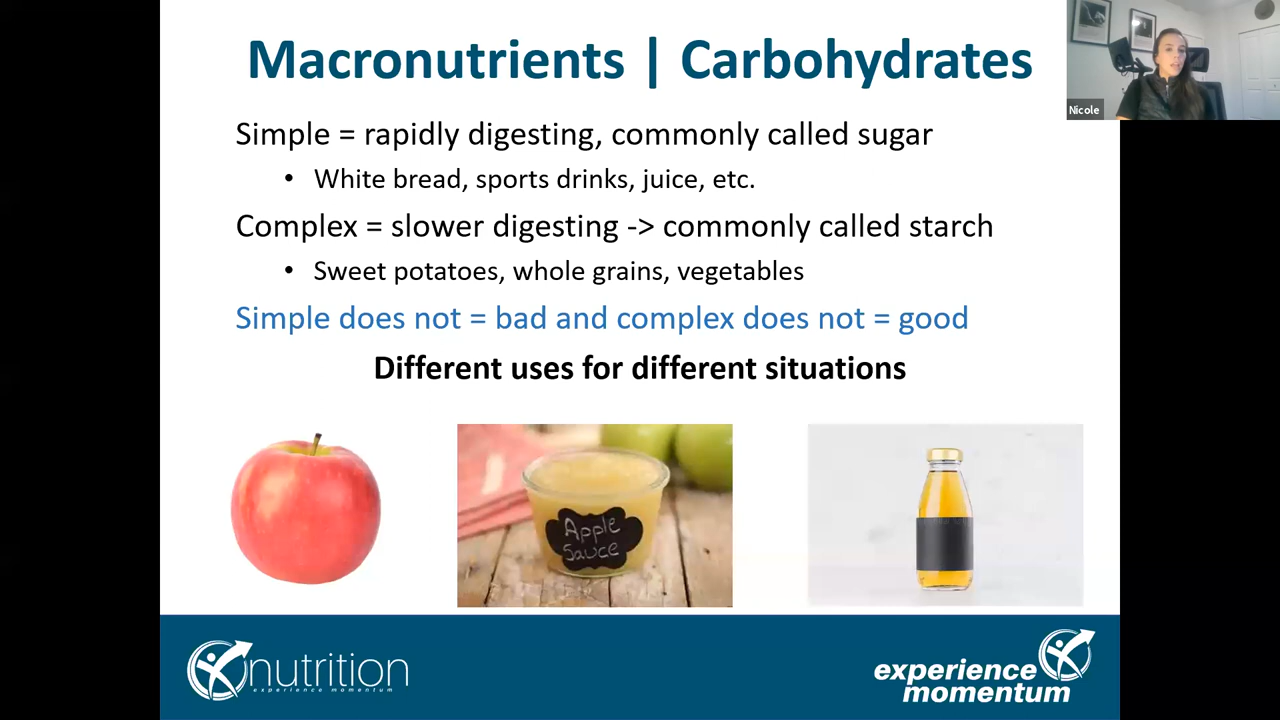 Macronutrients | Carbohydrates
Nicole
Simple = rapidly digesting, commonly called sugar
• White bread, sports drinks, juice, etc.
Complex = slower digesting -> commonly called starch
• Sweet potatoes, whole grains, vegetables
Simple does not = bad and complex does not = good
Different uses for different situations
Apple
Sauce
nutrition
experience momentum
experience
momentum